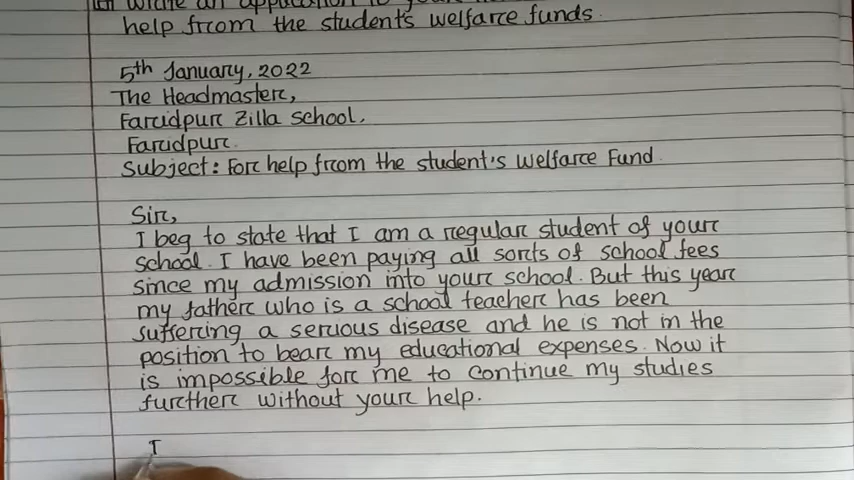 help from the student's welfare funds.
5th January, 2022
The Headmaster,
Faridpur Zilla School,
Faridpur.
Subject: For help from the student's welfare Fund.
Sir,
I beg to state that I am a regular student of your
school. I have been paying all sorts of school fees
since my admission into your school. But this year
my father who is a school teacher has been
suffering a serious disease and he is not in the
position to bear my educational expenses. Now it
is impossible for me to continue my studies
further without your help.
I